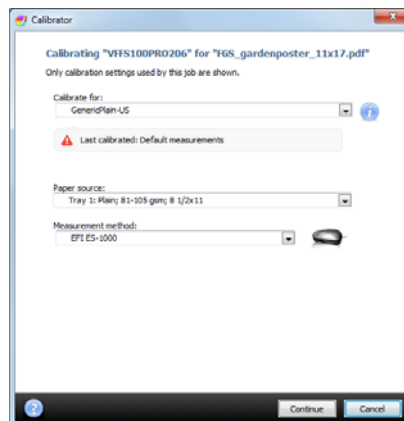 Calibrator
Calibrating "VFFS100PRO206" for "FGS_gardenposter_11x17.pdf"
Only calibration settings used by this job are shown.
Calibrate for:
GenericPlain-US
Last calibrated: Default measurements
Paper source:
Tray 1: Plain; 81-105 gsm; 8 1/2x11
Measurement method:
EFI ES-1000
Continue
Cancel